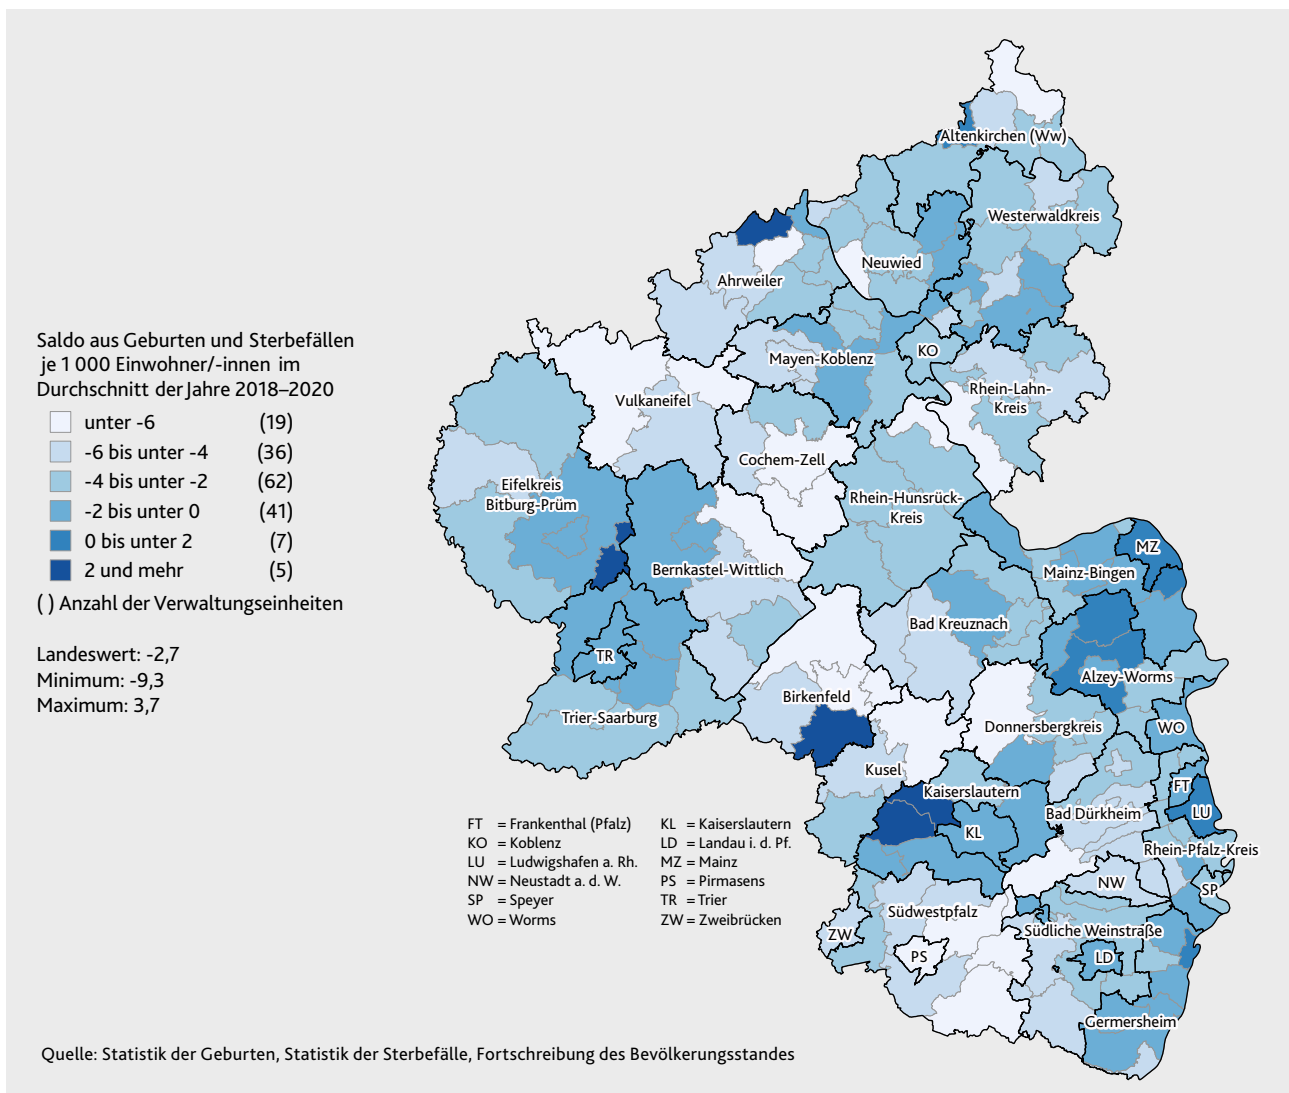 Saldo aus Geburten und Sterbefällen
je 1 000 Einwohner/-innen im
Durchschnitt der Jahre 2018–2020
unter -6 (19)
-6 bis unter -4 (36)
-4 bis unter -2 (62)
-2 bis unter 0 (41)
0 bis unter 2 (7)
2 und mehr (5)
( ) Anzahl der Verwaltungseinheiten
Landeswert: -2,7
Minimum: -9,3
Maximum: 3,7
Altenkirchen (Ww)
Westerwaldkreis
Neuwied
Ahrweiler
KO
Mayen-Koblenz
Rhein-Lahn-
Kreis
Vulkaneifel
Cochem-Zell
Eifelkreis
Bitburg-Prüm
Rhein-Hunsrück-
Kreis
MZ
Mainz-Bingen
Bernkastel-Wittlich
Bad Kreuznach
TR
Alzey-Worms
Birkenfeld
Trier-Saarburg
Donnersbergkreis
WO
Kusel
FT
Kaiserslautern
LU
Bad Dürkheim
KL
Rhein-Pfalz-Kreis
NW
SP
Südwestpfalz
ZW
Südliche Weinstraße
PS
LD
Germersheim
FT = Frankenthal (Pfalz)
KO = Koblenz
LU = Ludwigshafen a. Rh.
NW = Neustadt a. d. W.
SP = Speyer
WO = Worms
KL = Kaiserslautern
LD = Landau i. d. Pf.
MZ = Mainz
PS = Pirmasens
TR = Trier
ZW = Zweibrücken
Quelle: Statistik der Geburten, Statistik der Sterbefälle, Fortschreibung des Bevölkerungsstandes